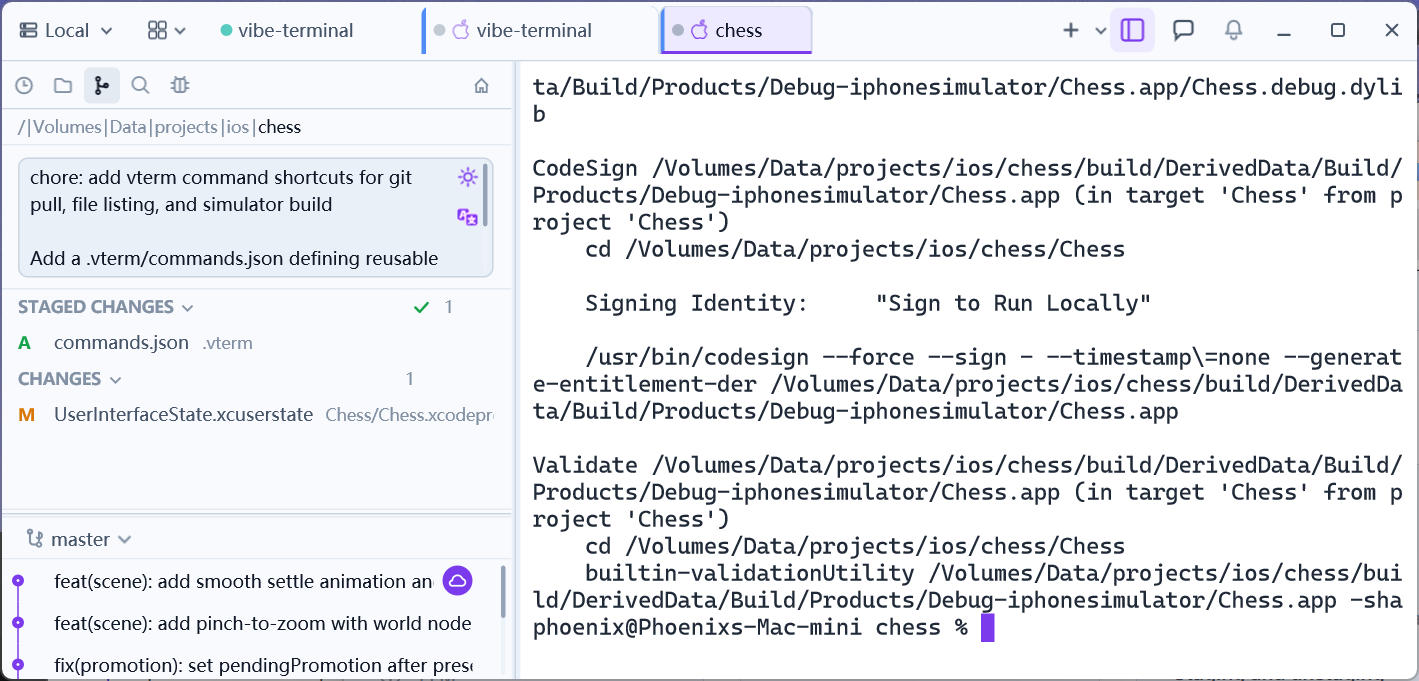 Local
vibe-terminal
vibe-terminal
chess
/|Volumes|Data|projects|ios|chess
chore: add vterm command shortcuts for git
pull, file listing, and simulator build
Add a .vterm/commands.json defining reusable
STAGED CHANGES 1
A commands.json .vterm
CHANGES 1
M UserInterfaceState.xcuserstate Chess/Chess.xcodepr
master
feat(scene): add smooth settle animation an
feat(scene): add pinch-to-zoom with world node
fix(promotion): set pendingPromotion after pres
ta/Build/Products/Debug-iphonesimulator/Chess.app/Chess.debug.dyli
b
CodeSign /Volumes/Data/projects/ios/chess/build/DerivedData/Build/
Products/Debug-iphonesimulator/Chess.app (in target 'Chess' from p
roject 'Chess')
cd /Volumes/Data/projects/ios/chess/Chess
Signing Identity: "Sign to Run Locally"
/usr/bin/codesign --force --sign - --timestamp\=none --generat
e-entitlement-der /Volumes/Data/projects/ios/chess/build/DerivedDa
ta/Build/Products/Debug-iphonesimulator/Chess.app
Validate /Volumes/Data/projects/ios/chess/build/DerivedData/Build/
Products/Debug-iphonesimulator/Chess.app (in target 'Chess' from p
roject 'Chess')
cd /Volumes/Data/projects/ios/chess/Chess
builtin-validationUtility /Volumes/Data/projects/ios/chess/bui
ld/DerivedData/Build/Products/Debug-iphonesimulator/Chess.app -sha
phoenix@Phoenixs-Mac-mini chess %